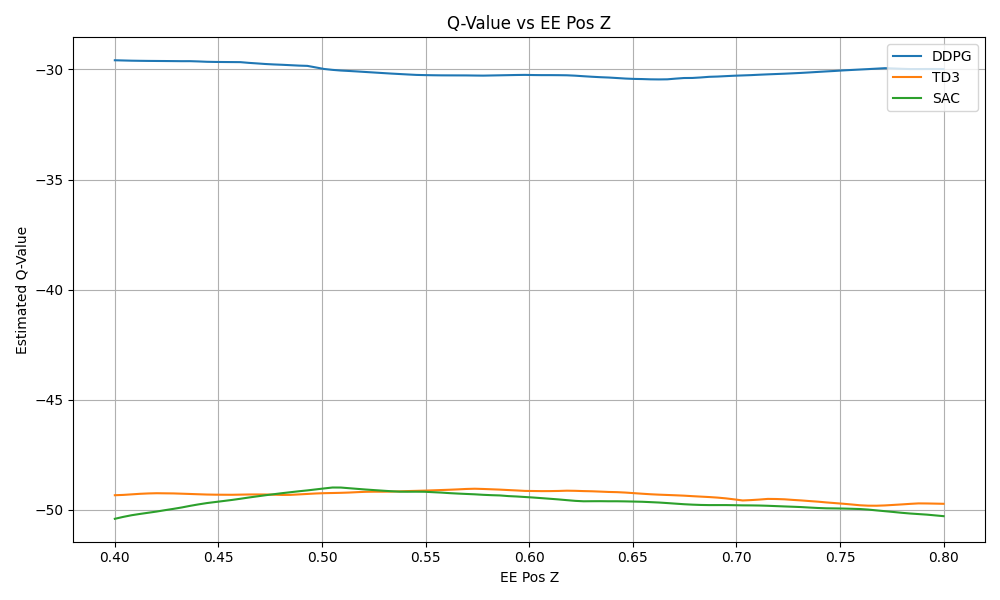 Q-Value vs EE Pos Z
DDPG
TD3
SAC
Estimated Q-Value
−30
−35
−40
−45
−50
0.40 0.45 0.50 0.55 0.60 0.65 0.70 0.75 0.80
EE Pos Z